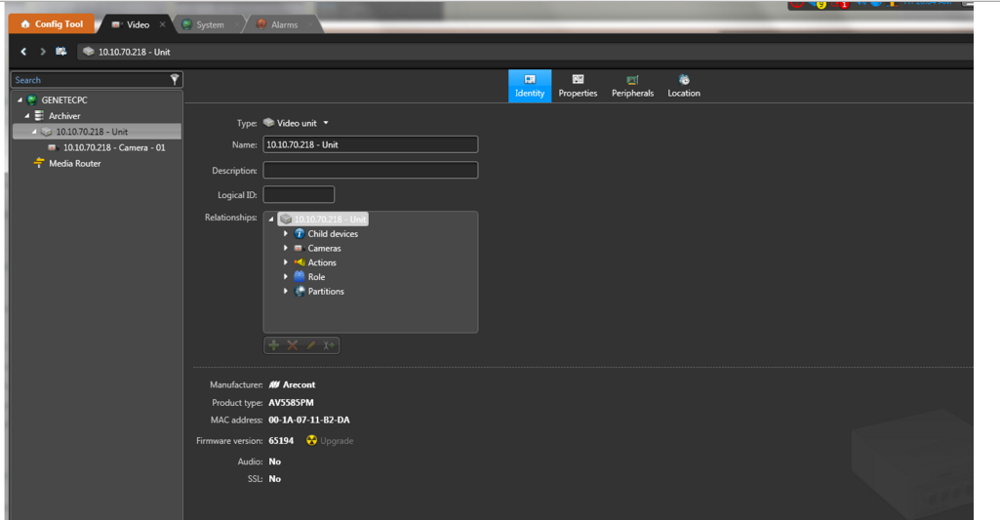 Config Tool Video × System Alarms
10.10.70.218 - Unit
Search
Identity Properties Peripherals Location
GENETECPC
Archiver
10.10.70.218 - Unit
10.10.70.218 - Camera - 01
Media Router
Type: Video unit
Name: 10.10.70.218 - Unit
Description:
Logical ID:
Relationships:
10.10.70.218 - Unit
Child devices
Cameras
Actions
Role
Partitions
Manufacturer: Arecont
Product type: AV5585PM
MAC address: 00-1A-07-11-B2-DA
Firmware version: 65194 Upgrade
Audio: No
SSL: No